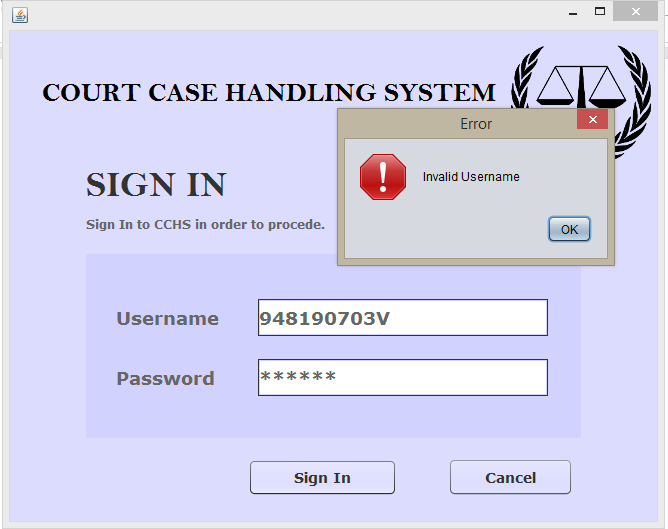 COURT CASE HANDLING SYSTEM
Error
Invalid Username
OK
SIGN IN
Sign In to CCHS in order to procede.
Username
948190703V
Password
******
Sign In
Cancel